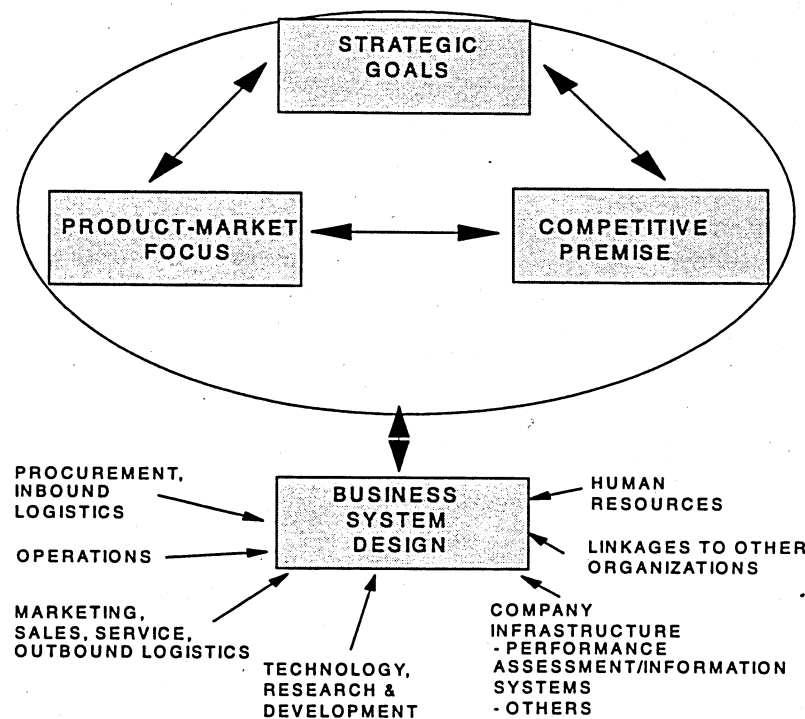 STRATEGIC
GOALS
PRODUCT-MARKET
FOCUS
COMPETITIVE
PREMISE
BUSINESS
SYSTEM
DESIGN
PROCUREMENT,
INBOUND
LOGISTICS
OPERATIONS
MARKETING,
SALES, SERVICE,
OUTBOUND LOGISTICS
TECHNOLOGY,
RESEARCH &
DEVELOPMENT
HUMAN
RESOURCES
LINKAGES TO OTHER
ORGANIZATIONS
COMPANY
INFRASTRUCTURE
- PERFORMANCE
ASSESSMENT/INFORMATION
SYSTEMS
- OTHERS